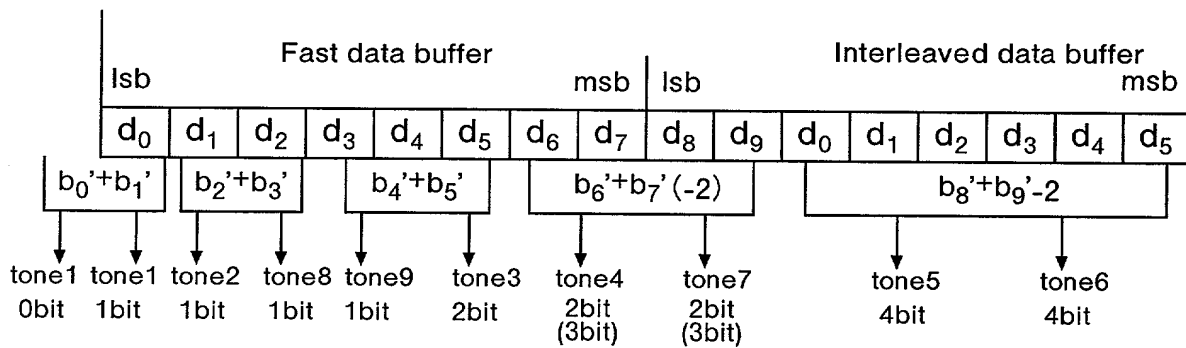 Fast data buffer Interleaved data buffer
lsb msb lsb msb
d0 d1 d2 d3 d4 d5 d6 d7 d8 d9 d0 d1 d2 d3 d4 d5
b0'+b1' b2'+b3' b4'+b5' b6'+b7' (-2) b8'+b9'-2
tone1 tone1 tone2 tone8 tone9 tone3 tone4 tone7 tone5 tone6
0bit 1bit 1bit 1bit 1bit 2bit 2bit 2bit 4bit 4bit
(3bit) (3bit)